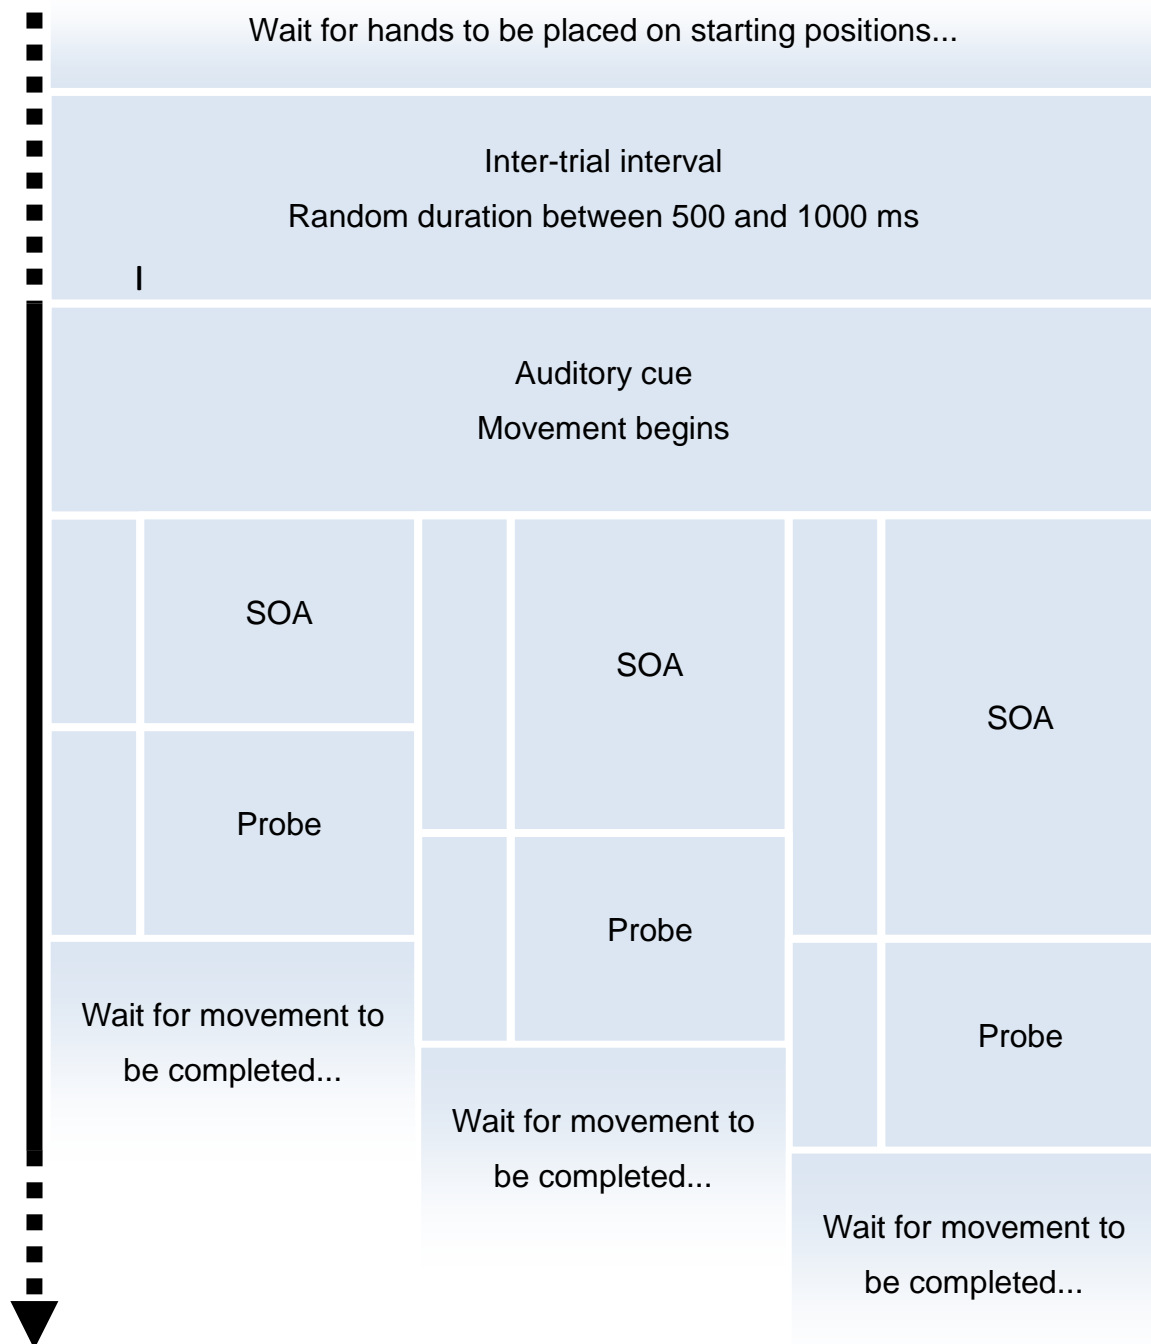 Wait for hands to be placed on starting positions...
Inter-trial interval
Random duration between 500 and 1000 ms
I
Auditory cue
Movement begins
SOA
Probe
Wait for movement to
be completed...
SOA
Probe
Wait for movement to
be completed...
SOA
Probe
Wait for movement to
be completed...